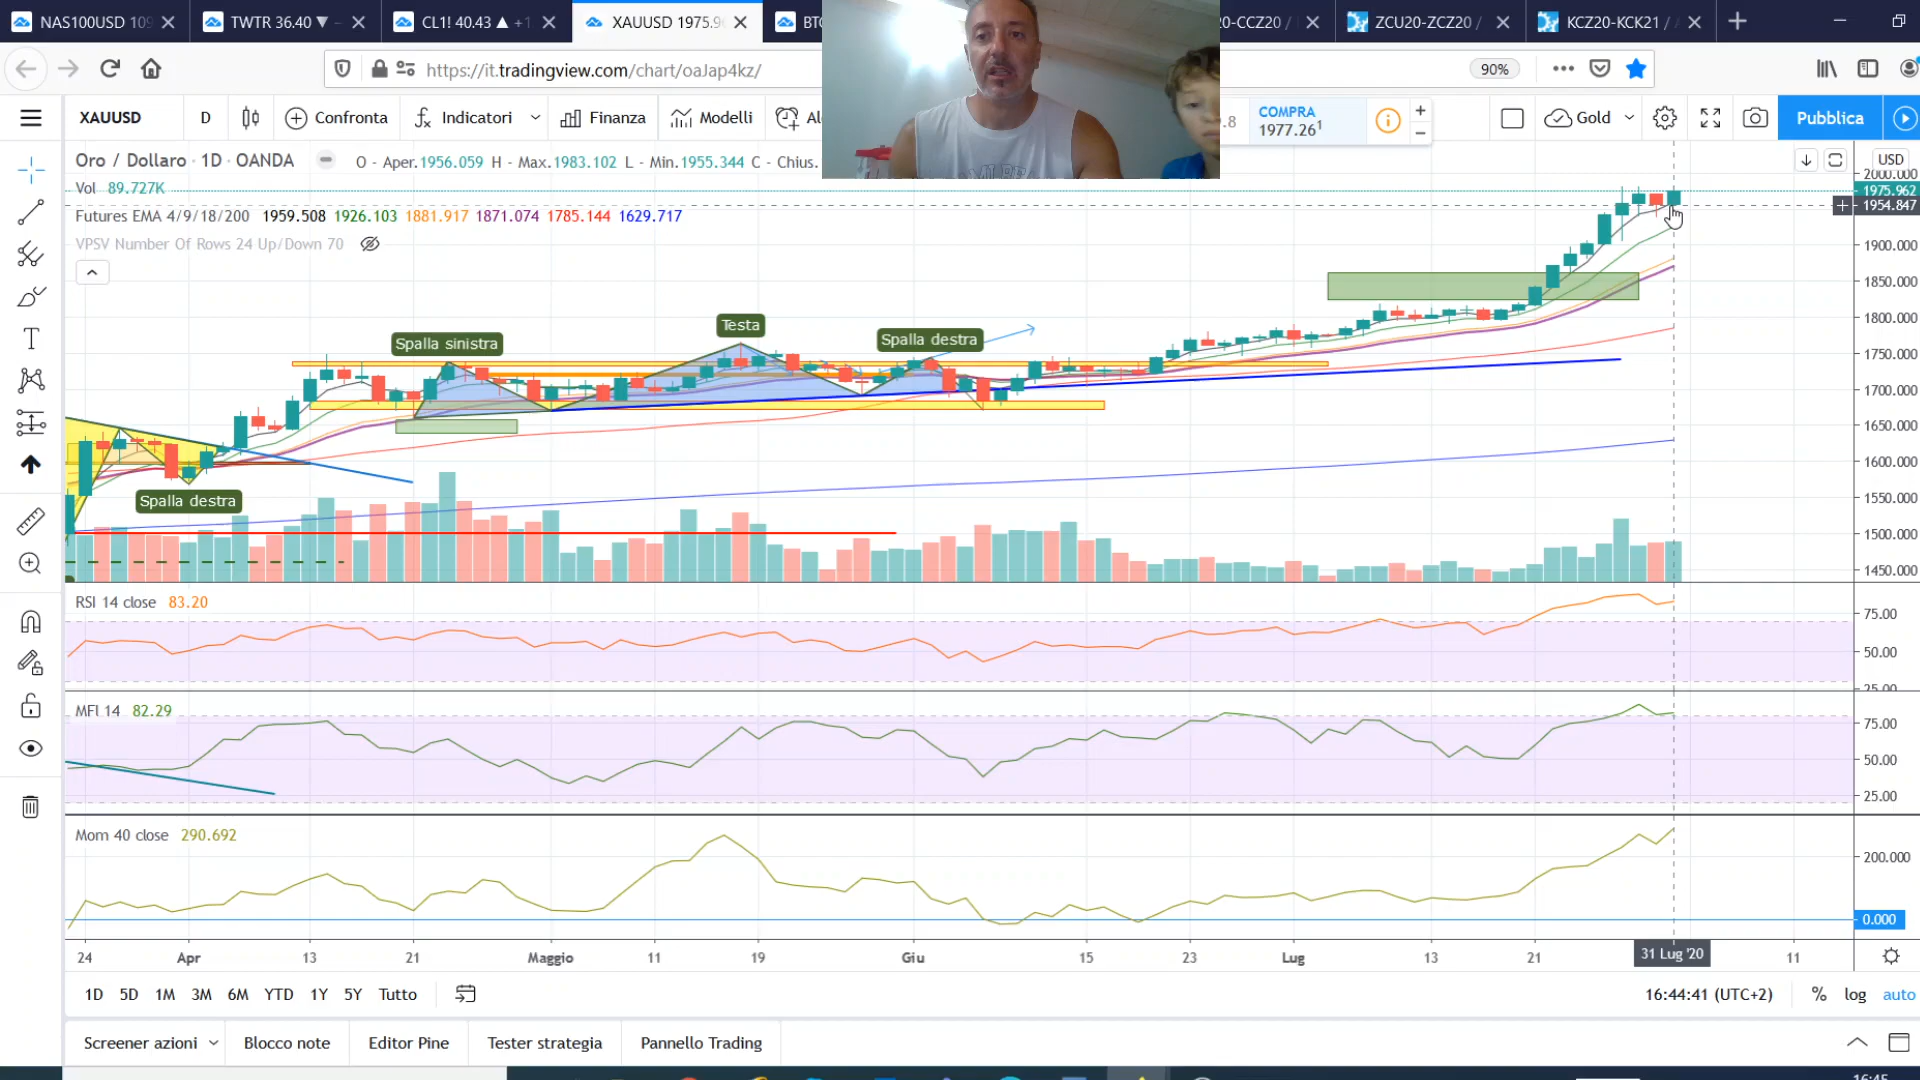 NAS100USD 109
TWTR 36.40 ▼ −
CL1! 40.43 ▲ +1
XAUUSD 1975.9
BTC
20-CCZ20 /
ZCU20-ZCZ20 /
KCZ20-KCK21 /
https://it.tradingview.com/chart/oaJap4kz/
90%
XAUUSD
D
Confronta
Indicatori
Finanza
Modelli
.8
COMPRA
1977.26¹
Gold
Pubblica
Oro / Dollaro · 1D · OANDA
O - Aper.1956.059 H - Max.1983.102 L - Min.1955.344 C - Chius.
Vol 89.727K
Futures EMA 4/9/18/200 1959.508 1926.103 1881.917 1871.074 1785.144 1629.717
VPSV Number Of Rows 24 Up/Down 70
USD
2000.000
1975.962
1954.847
1900.000
1850.000
1800.000
1750.000
1700.000
1650.000
1600.000
1550.000
1500.000
1450.000
Spalla sinistra
Testa
Spalla destra
Spalla destra
RSI 14 close 83.20
75.00
50.00
25.00
MFI 14 82.29
75.00
50.00
25.00
Mom 40 close 290.692
200.000
0.000
24 Apr 13 21 Maggio 11 19 Giu 15 23 Lug 13 21 31 Lug '20 11
1D 5D 1M 3M 6M YTD 1Y 5Y Tutto
16:44:41 (UTC+2) % log auto
Screener azioni
Blocco note
Editor Pine
Tester strategia
Pannello Trading
16:45